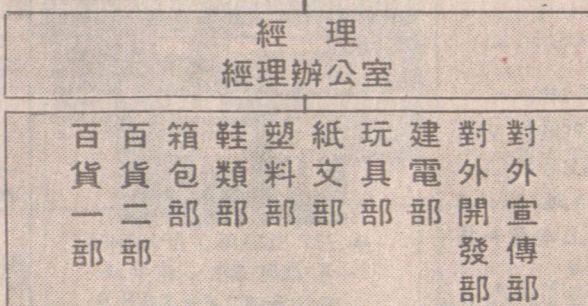 經理
經理辦公室
百貨一部
百貨二部
箱包部
鞋類部
塑料部
紙文部
玩具部
建電部
對外開發部
對外宣傳部